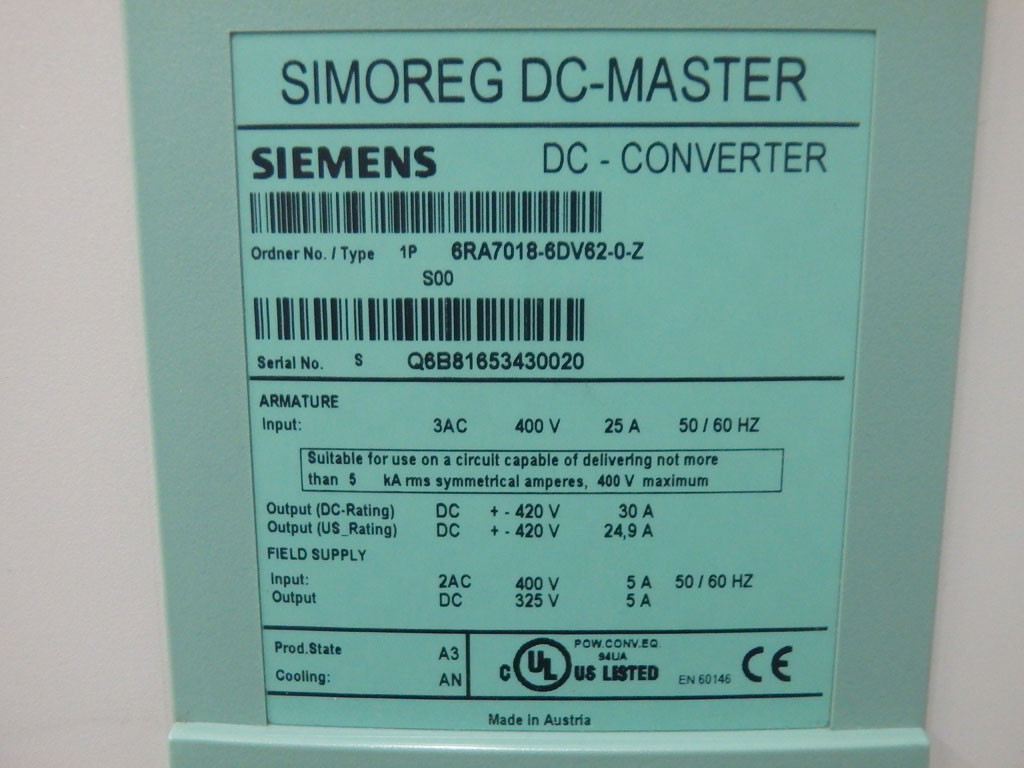 SIMOREG DC-MASTER
SIEMENS DC - CONVERTER
Ordner No. / Type 1P 6RA7018-6DV62-0-Z
S00
Serial No. S Q6B81653430020
ARMATURE
Input: 3AC 400 V 25 A 50 / 60 HZ
Suitable for use on a circuit capable of delivering not more
than 5 kA rms symmetrical amperes, 400 V maximum
Output (DC-Rating) DC + - 420 V 30 A
Output (US_Rating) DC + - 420 V 24,9 A
FIELD SUPPLY
Input: 2AC 400 V 5 A 50 / 60 HZ
Output DC 325 V 5 A
Prod.State A3
Cooling: AN
POW.CONV.EQ.
94UA
C UL US LISTED
EN 60146 CE
Made in Austria